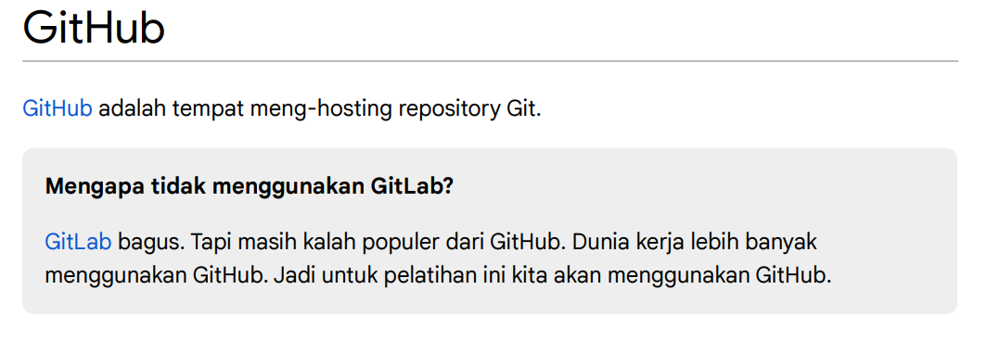 GitHub
GitHub adalah tempat meng-hosting repository Git.
Mengapa tidak menggunakan GitLab?
GitLab bagus. Tapi masih kalah populer dari GitHub. Dunia kerja lebih banyak
menggunakan GitHub. Jadi untuk pelatihan ini kita akan menggunakan GitHub.